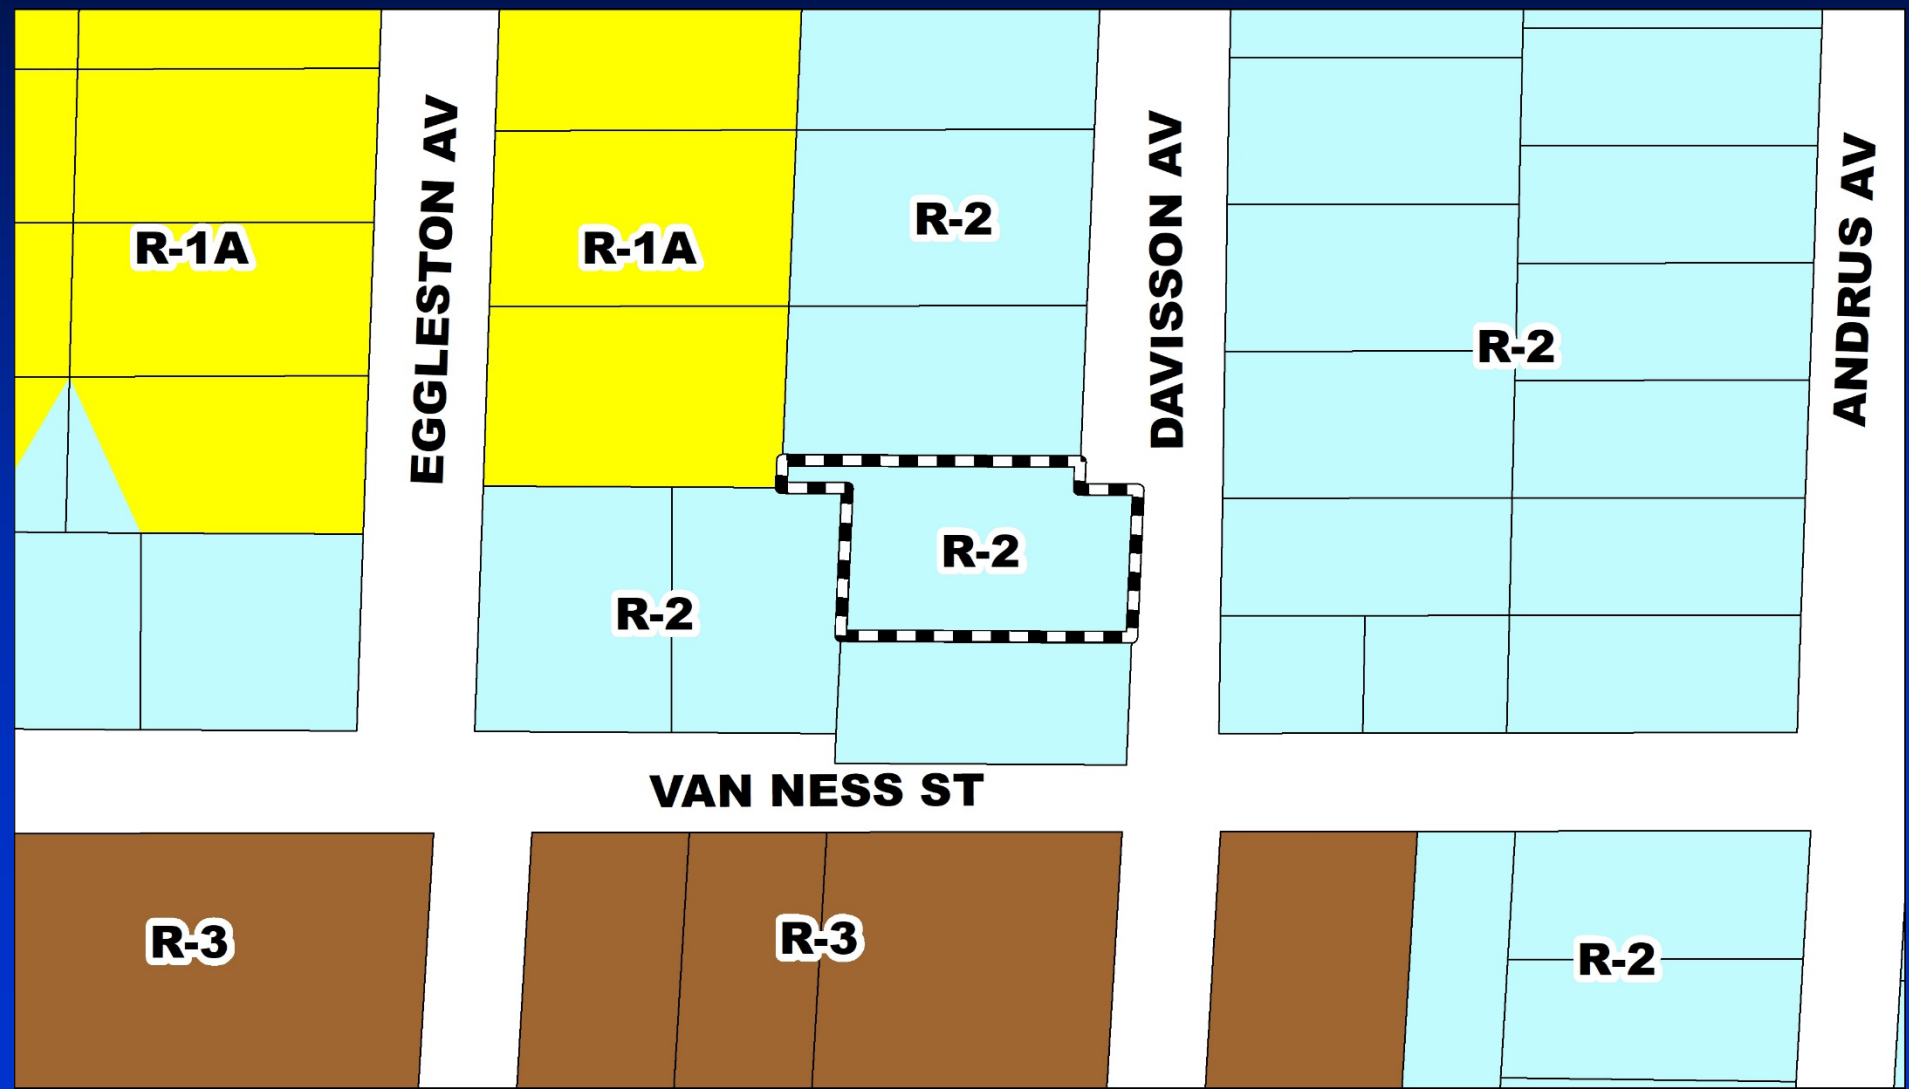 EGGLESTON AV
DAVISSON AV
ANDRUS AV
R-1A
R-1A
R-2
R-2
R-2
R-2
VAN NESS ST
R-3
R-3
R-2